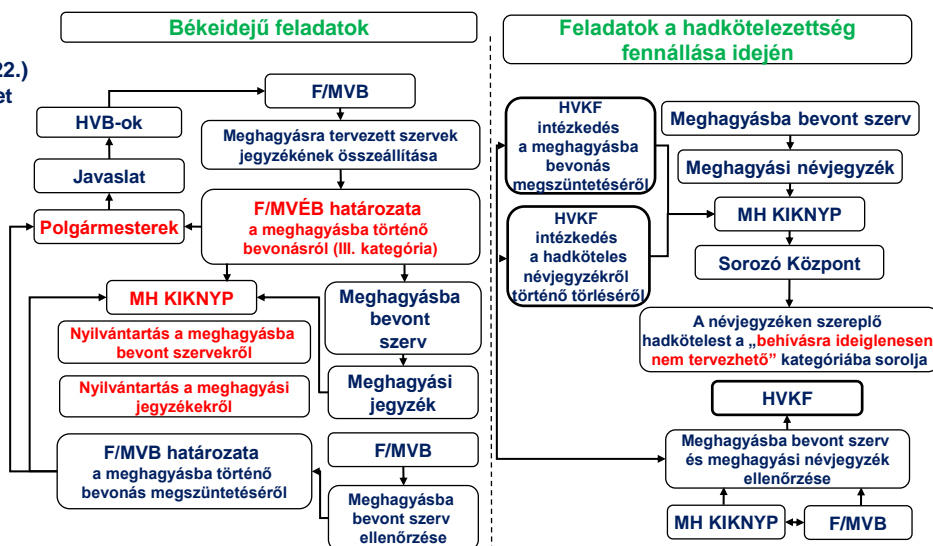 Békeidejű feladatok
22.)
et
F/MVB
HVB-ok
Meghagyásra tervezett szervek
jegyzékének összeállítása
Javaslat
Polgármesterek
F/MVÉB határozata
a meghagyásba történő
bevonásról (III. kategória)
MH KIKNYP
Meghagyásba
bevont
szerv
Nyilvántartás a meghagyásba
bevont szervekről
Nyilvántartás a meghagyási
jegyzékekről
Meghagyási
jegyzék
F/MVB határozata
a meghagyásba történő
bevonás megszüntetéséről
F/MVB
Meghagyásba
bevont szerv
ellenőrzése
Feladatok a hadkötelezettség
fennállása idején
HVKF
intézkedés
a meghagyásba
bevonás
megszüntetéséről
Meghagyásba bevont szerv
Meghagyási névjegyzék
HVKF
intézkedés
a hadköteles
névjegyzékről
történő törléséről
MH KIKNYP
Sorozó Központ
A névjegyzéken szereplő
hadkötelest a „behívásra ideiglenesen
nem tervezhető” kategóriába sorolja
HVKF
Meghagyásba bevont szerv
és meghagyási névjegyzék
ellenőrzése
MH KIKNYP
F/MVB